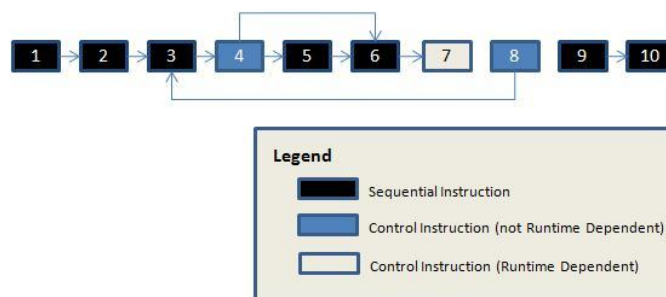 1 2 3 4 5 6 7 8 9 10
Legend
Sequential Instruction
Control Instruction (not Runtime Dependent)
Control Instruction (Runtime Dependent)